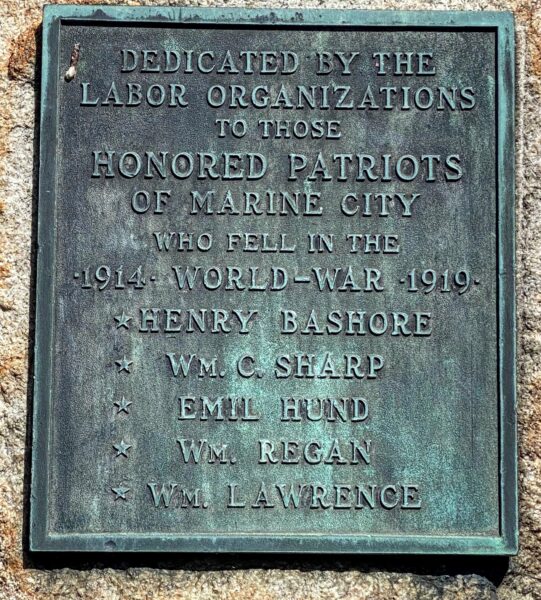 DEDICATED BY THE
LABOR ORGANIZATIONS
TO THOSE
HONORED PATRIOTS
OF MARINE CITY
WHO FELL IN THE
·1914· WORLD-WAR ·1919·
★HENRY BASHORE
★ WM. C. SHARP
★ EMIL HUND
★ WM. REGAN
★ WM. LAWRENCE